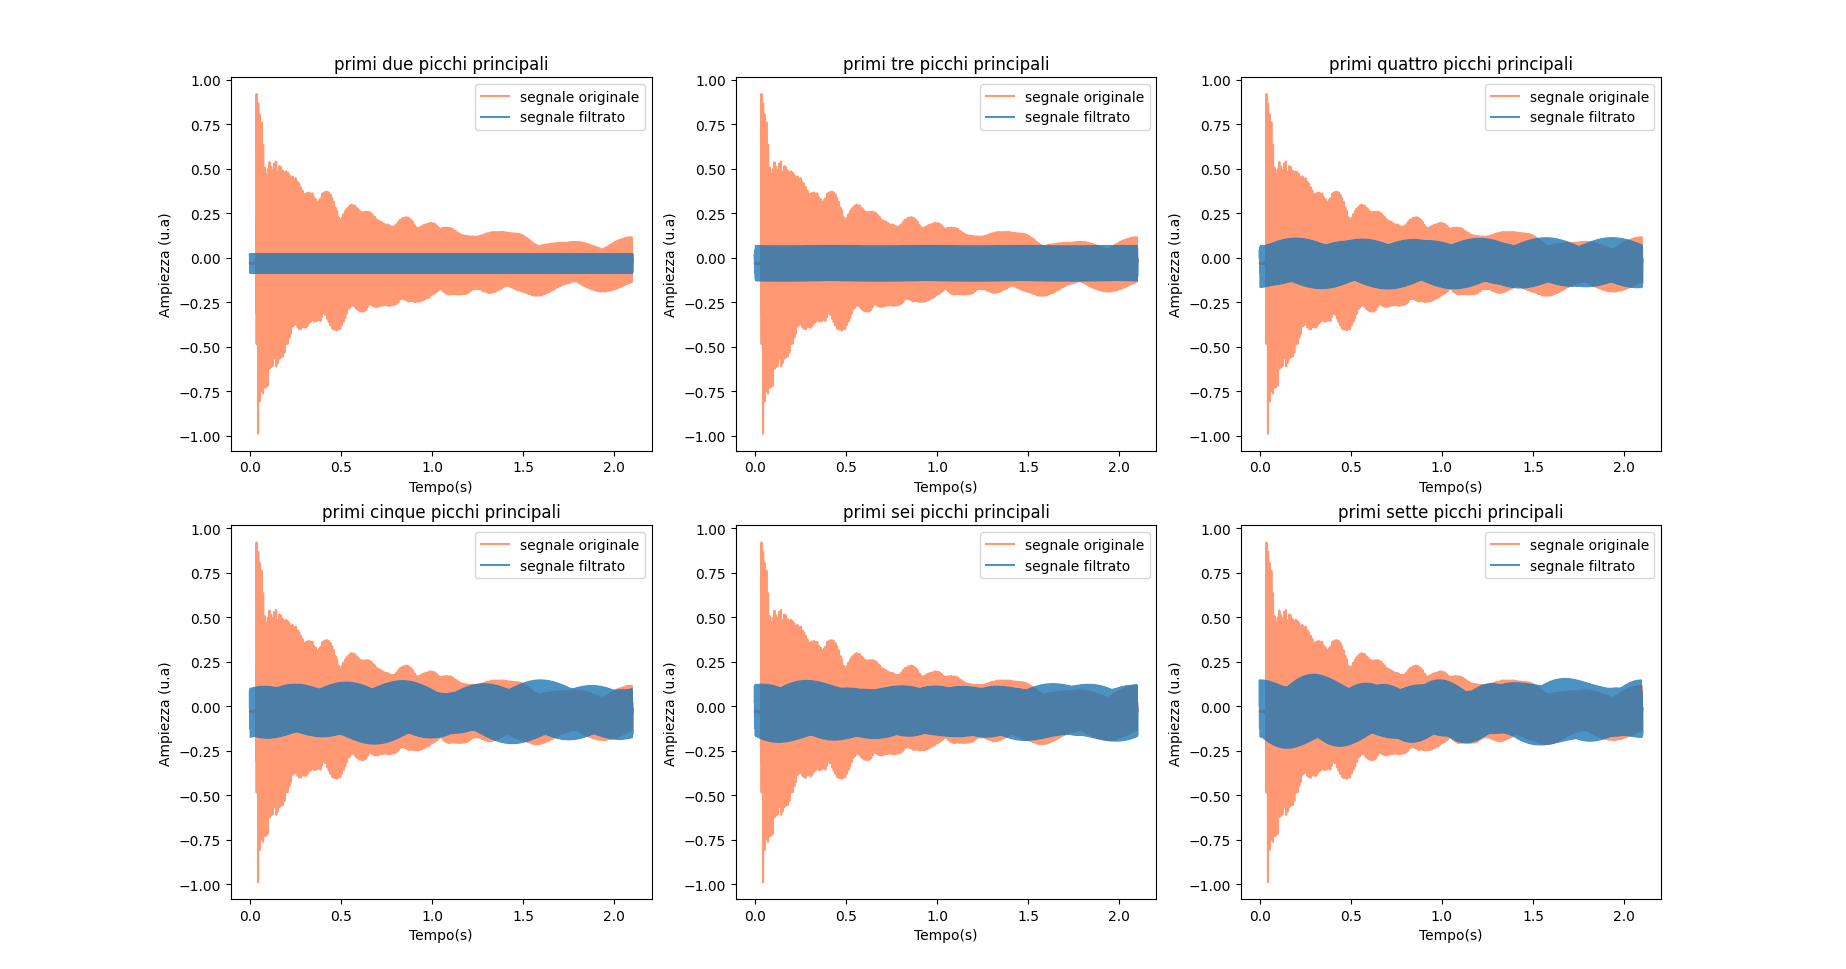 primi due picchi principali
1.00
0.75
0.50
0.25
0.00
−0.25
−0.50
−0.75
−1.00
Ampiezza (u.a)
segnale originale
segnale filtrato
0.0 0.5 1.0 1.5 2.0
Tempo(s)
primi tre picchi principali
1.00
0.75
0.50
0.25
0.00
−0.25
−0.50
−0.75
−1.00
Ampiezza (u.a)
segnale originale
segnale filtrato
0.0 0.5 1.0 1.5 2.0
Tempo(s)
primi quattro picchi principali
1.00
0.75
0.50
0.25
0.00
−0.25
−0.50
−0.75
−1.00
Ampiezza (u.a)
segnale originale
segnale filtrato
0.0 0.5 1.0 1.5 2.0
Tempo(s)
primi cinque picchi principali
1.00
0.75
0.50
0.25
0.00
−0.25
−0.50
−0.75
−1.00
Ampiezza (u.a)
segnale originale
segnale filtrato
0.0 0.5 1.0 1.5 2.0
Tempo(s)
primi sei picchi principali
1.00
0.75
0.50
0.25
0.00
−0.25
−0.50
−0.75
−1.00
Ampiezza (u.a)
segnale originale
segnale filtrato
0.0 0.5 1.0 1.5 2.0
Tempo(s)
primi sette picchi principali
1.00
0.75
0.50
0.25
0.00
−0.25
−0.50
−0.75
−1.00
Ampiezza (u.a)
segnale originale
segnale filtrato
0.0 0.5 1.0 1.5 2.0
Tempo(s)